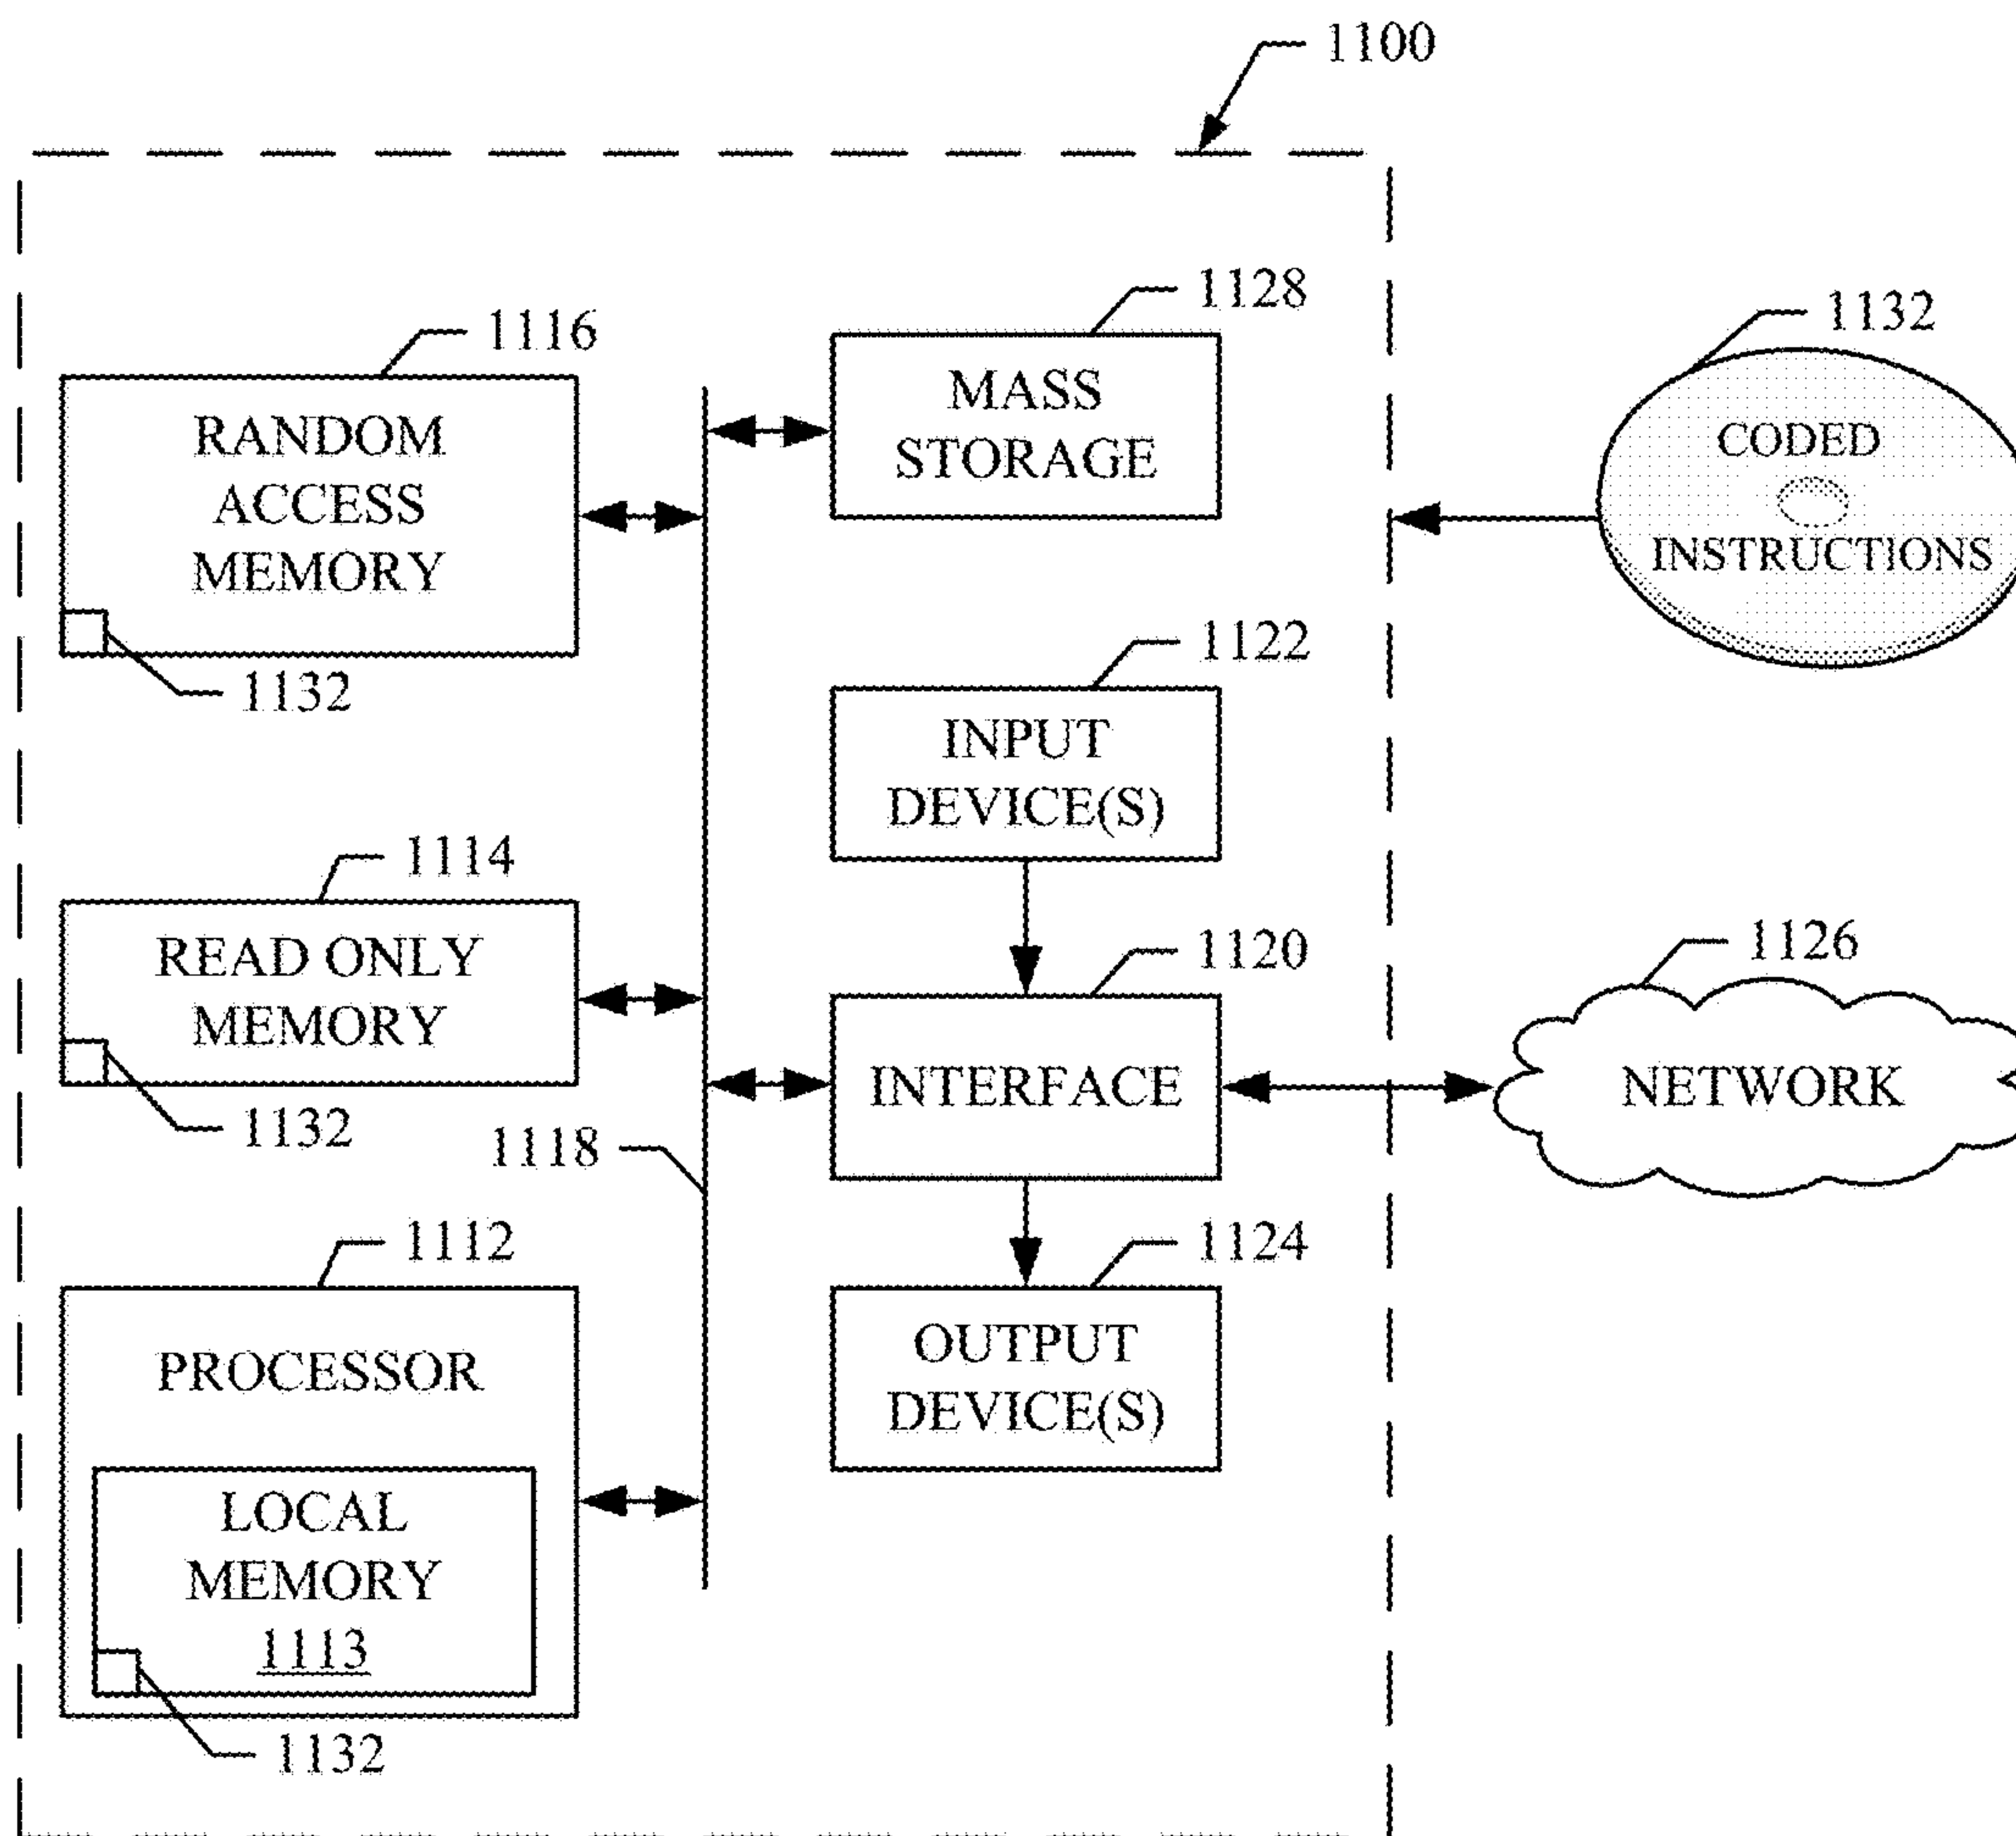 1100
1128
MASS
STORAGE
1116
RANDOM
ACCESS
MEMORY
1132
1132
CODED
INSTRUCTIONS
1122
INPUT
DEVICE(S)
1114
READ ONLY
MEMORY
1132
1120
INTERFACE
1126
NETWORK
1118
1112
PROCESSOR
LOCAL
MEMORY
1113
1132
1124
OUTPUT
DEVICE(S)